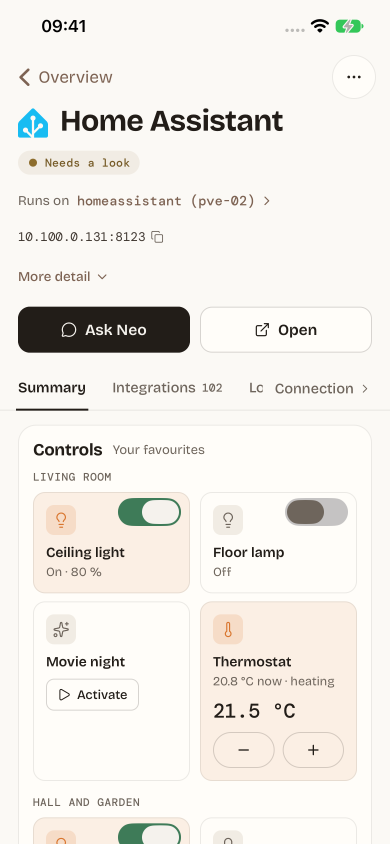 09:41
Overview
Home Assistant
Needs a look
Runs on homeassistant (pve-02)
10.100.0.131:8123
More detail
Ask Neo
Open
Summary
Integrations 102
Connection
Controls Your favourites
LIVING ROOM
Ceiling light
On · 80 %
Floor lamp
Off
Movie night
Activate
Thermostat
20.8 °C now · heating
21.5 °C
− +
HALL AND GARDEN